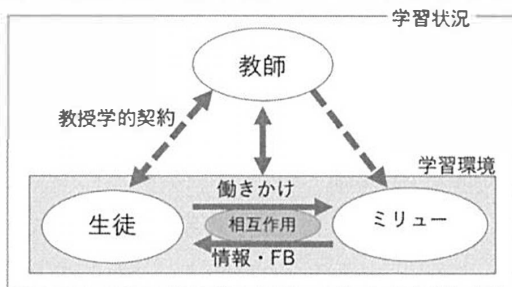 学習状況
教師
教授学的契約
学習環境
働きかけ
生徒
相互作用
ミリュー
情報・FB